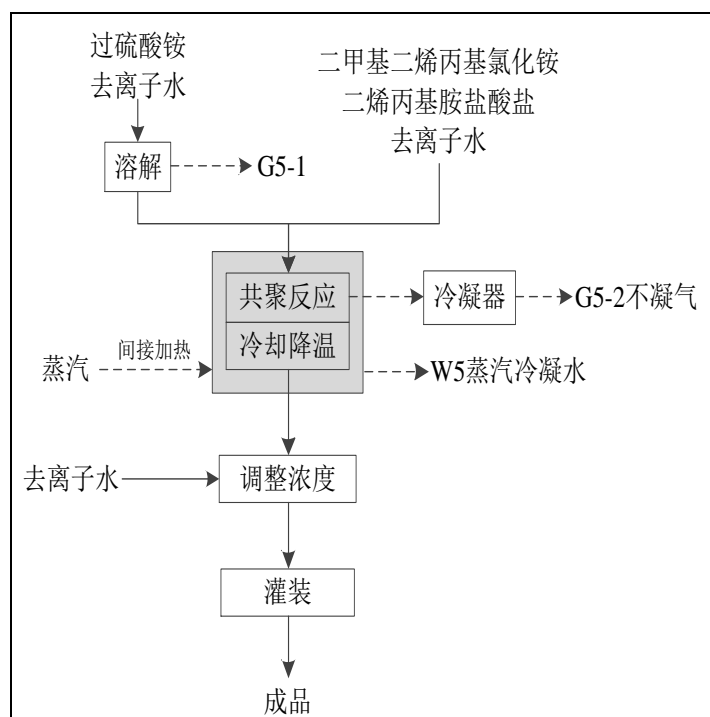 过硫酸铵
去离子水
二甲基二烯丙基氯化铵
二烯丙基胺盐酸盐
去离子水
溶解
G5-1
共聚反应
冷凝器
G5-2不凝气
冷却降温
间接加热
蒸汽
W5蒸汽冷凝水
去离子水
调整浓度
灌装
成品